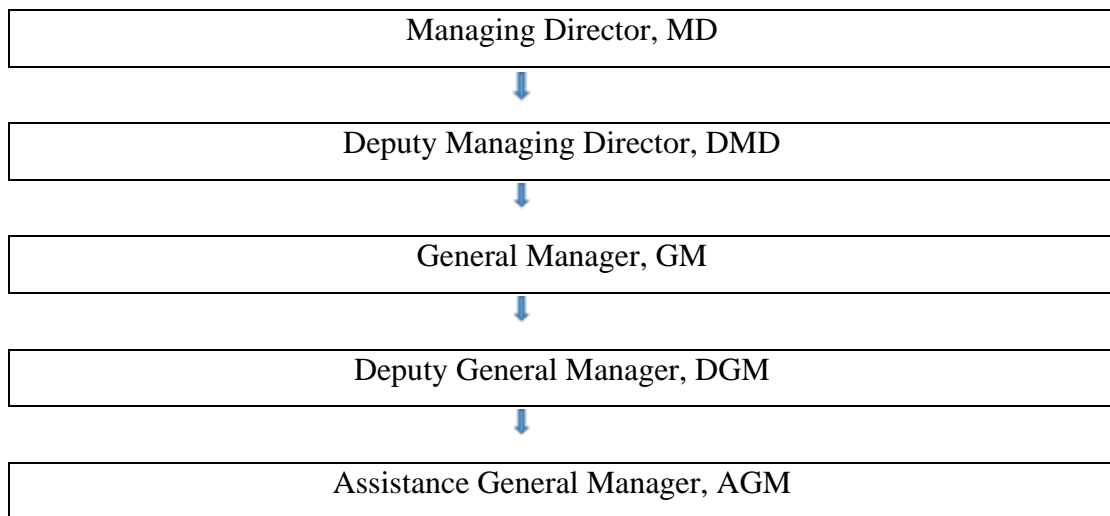 Managing Director, MD
Deputy Managing Director, DMD
General Manager, GM
Deputy General Manager, DGM
Assistance General Manager, AGM